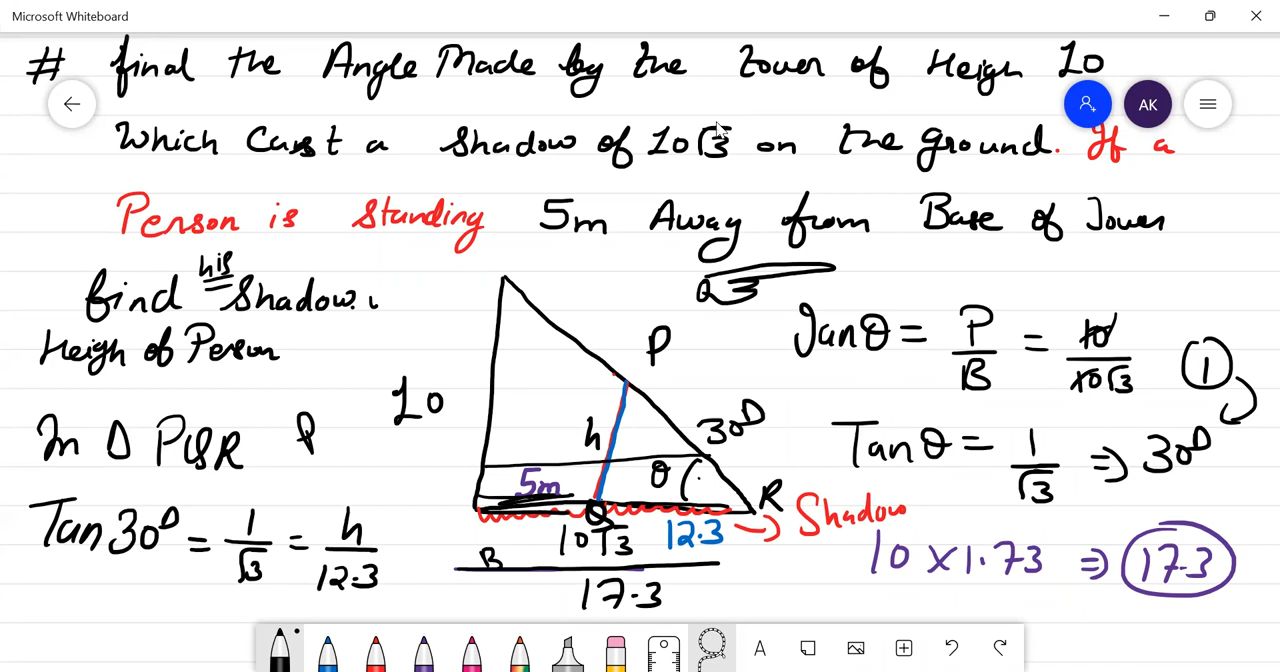 Microsoft Whiteboard
# find the Angle Made by the tower of Heigh 10
AK
Which Cast a Shadow of 10√3 on the ground. If a
Person is Standing 5m Away from Base of Tower
find his Shadow.
Heigh of Person
In Δ PQR P
Tan 30° = 1/√3 = h/12.3
10
P
h
30°
5m
θ
Q
R
10√3
12.3 → Shadow
B
17.3
Tanθ = P/B = 10/10√3 (1)
Tanθ = 1/√3 ⇒ 30°
10 × 1.73 ⇒ 17.3
A